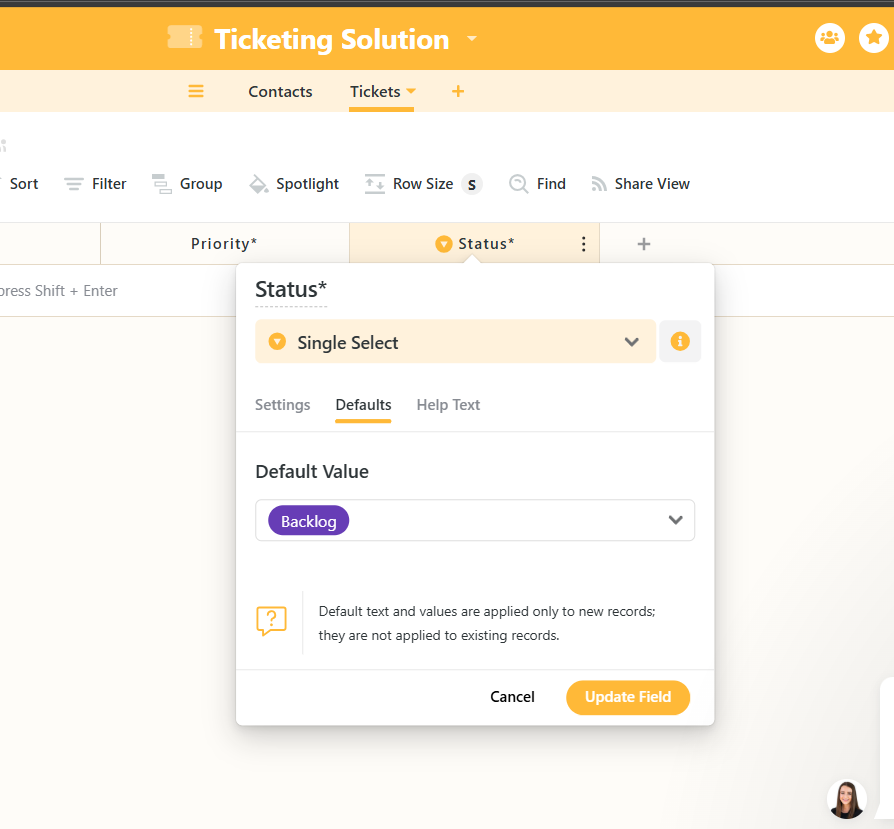 Ticketing Solution
Contacts Tickets +
Sort Filter Group Spotlight Row Size S Find Share View
Priority* Status* +
press Shift + Enter
Status*
Single Select
Settings Defaults Help Text
Default Value
Backlog
Default text and values are applied only to new records;
they are not applied to existing records.
Cancel Update Field